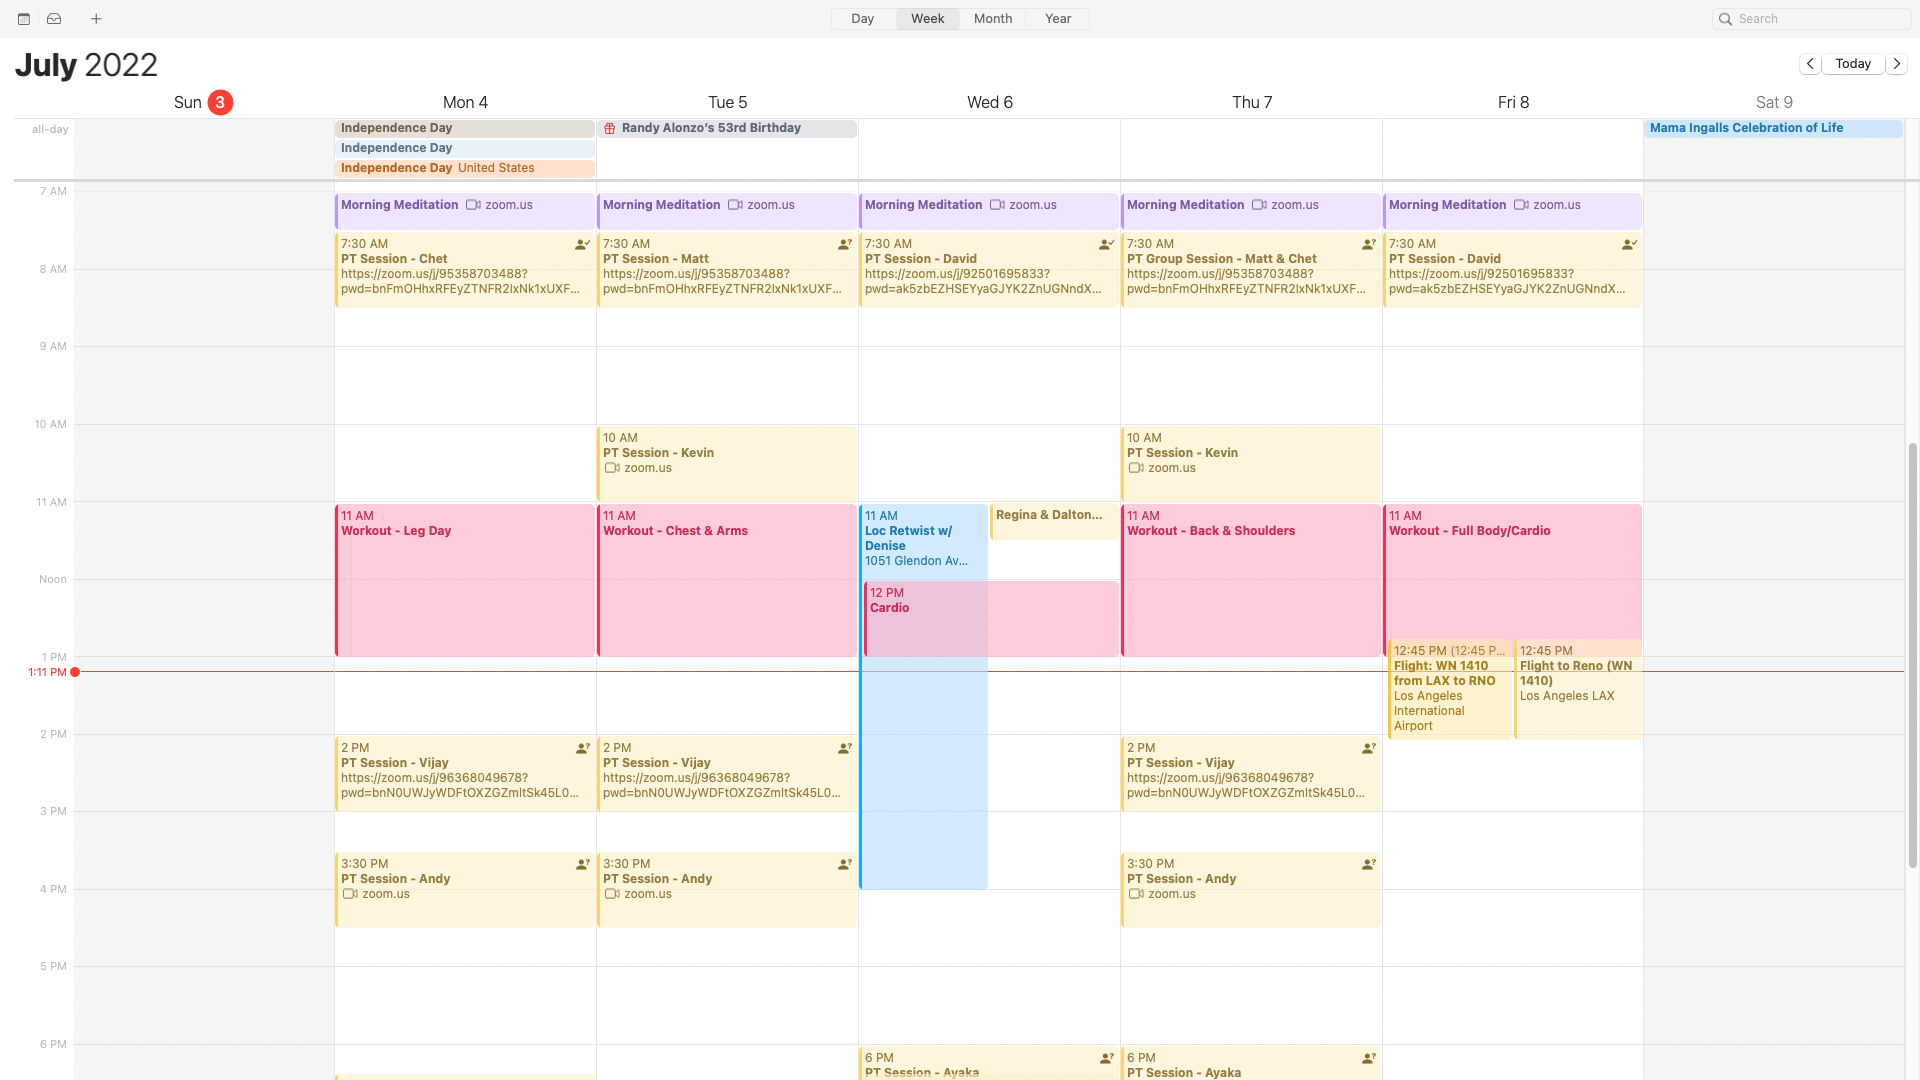 Day Week Month Year
Search
July 2022
Today
Sun 3
Mon 4
Tue 5
Wed 6
Thu 7
Fri 8
Sat 9
all-day
Independence Day
Independence Day
Independence Day United States
Randy Alonzo's 53rd Birthday
Mama Ingalls Celebration of Life
7 AM
8 AM
9 AM
10 AM
11 AM
Noon
1 PM
1:11 PM
2 PM
3 PM
4 PM
5 PM
6 PM
Morning Meditation zoom.us
7:30 AM
PT Session - Chet
https://zoom.us/j/95358703488?
pwd=bnFmOHhxRFEyZTNFR2lxNk1xUXF...
11 AM
Workout - Leg Day
2 PM
PT Session - Vijay
https://zoom.us/j/96368049678?
pwd=bnN0UWJyWDFtOXZGZmltSk45L0...
3:30 PM
PT Session - Andy
zoom.us
Morning Meditation zoom.us
7:30 AM
PT Session - Matt
https://zoom.us/j/95358703488?
pwd=bnFmOHhxRFEyZTNFR2lxNk1xUXF...
10 AM
PT Session - Kevin
zoom.us
11 AM
Workout - Chest & Arms
2 PM
PT Session - Vijay
https://zoom.us/j/96368049678?
pwd=bnN0UWJyWDFtOXZGZmltSk45L0...
3:30 PM
PT Session - Andy
zoom.us
Morning Meditation zoom.us
7:30 AM
PT Session - David
https://zoom.us/j/92501695833?
pwd=ak5zbEZHSEYyaGJYK2ZnUGNndX...
11 AM
Loc Retwist w/
Denise
1051 Glendon Av...
Regina & Dalton...
12 PM
Cardio
6 PM
PT Session - Ayaka
Morning Meditation zoom.us
7:30 AM
PT Group Session - Matt & Chet
https://zoom.us/j/95358703488?
pwd=bnFmOHhxRFEyZTNFR2lxNk1xUXF...
10 AM
PT Session - Kevin
zoom.us
11 AM
Workout - Back & Shoulders
2 PM
PT Session - Vijay
https://zoom.us/j/96368049678?
pwd=bnN0UWJyWDFtOXZGZmltSk45L0...
3:30 PM
PT Session - Andy
zoom.us
6 PM
PT Session - Ayaka
Morning Meditation zoom.us
7:30 AM
PT Session - David
https://zoom.us/j/92501695833?
pwd=ak5zbEZHSEYyaGJYK2ZnUGNndX...
11 AM
Workout - Full Body/Cardio
12:45 PM (12:45 P...
Flight: WN 1410
from LAX to RNO
Los Angeles
International
Airport
12:45 PM
Flight to Reno (WN
1410)
Los Angeles LAX